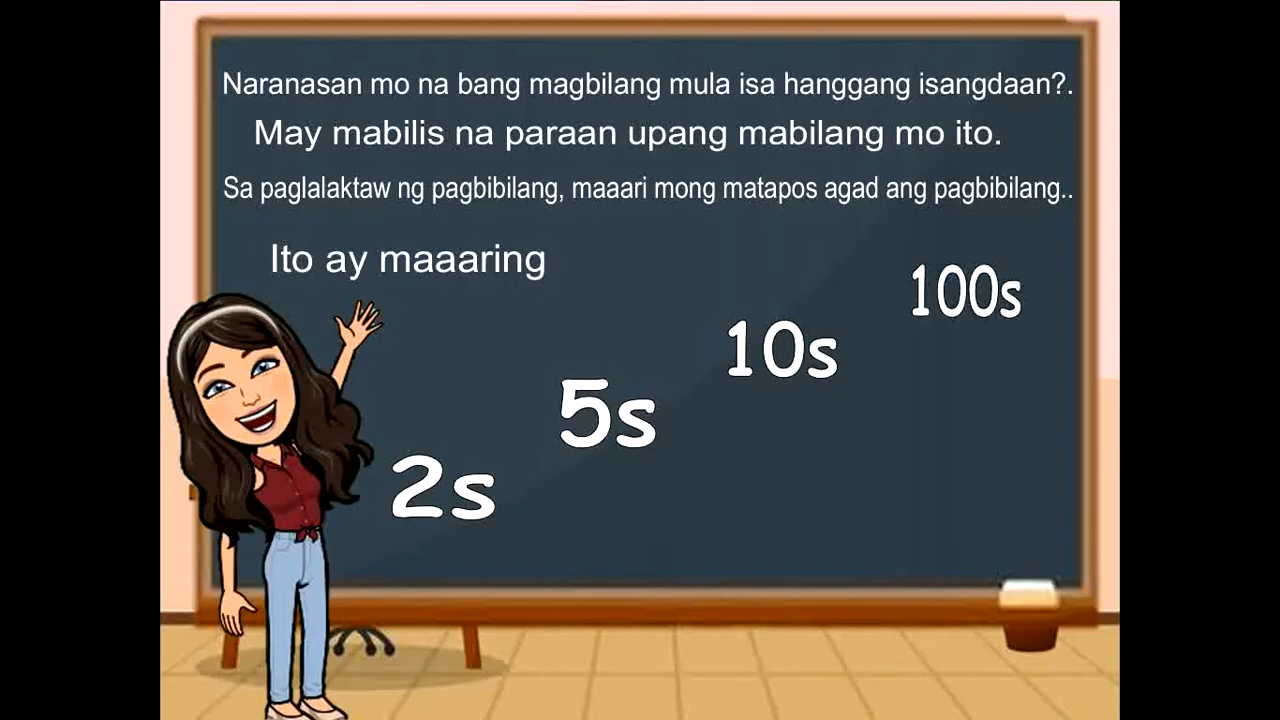 Naranasan mo na bang magbilang mula isa hanggang isangdaan?.
May mabilis na paraan upang mabilang mo ito.
Sa paglalaktaw ng pagbibilang, maaari mong matapos agad ang pagbibilang..
Ito ay maaaring
100s
10s
5s
2s